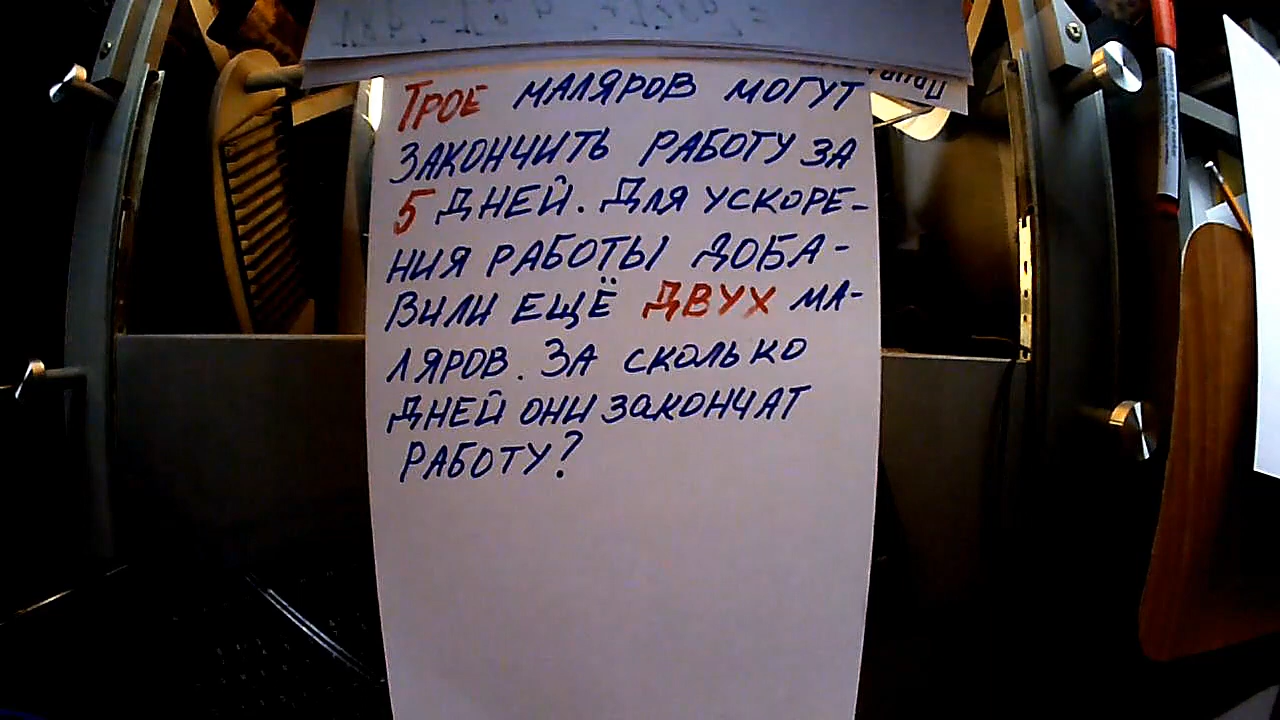 Трое маляров могут
закончить работу за
5 дней. Для ускоре-
ния работы доба-
вили ещё двух ма-
ляров. За сколько
дней они закончат
работу?